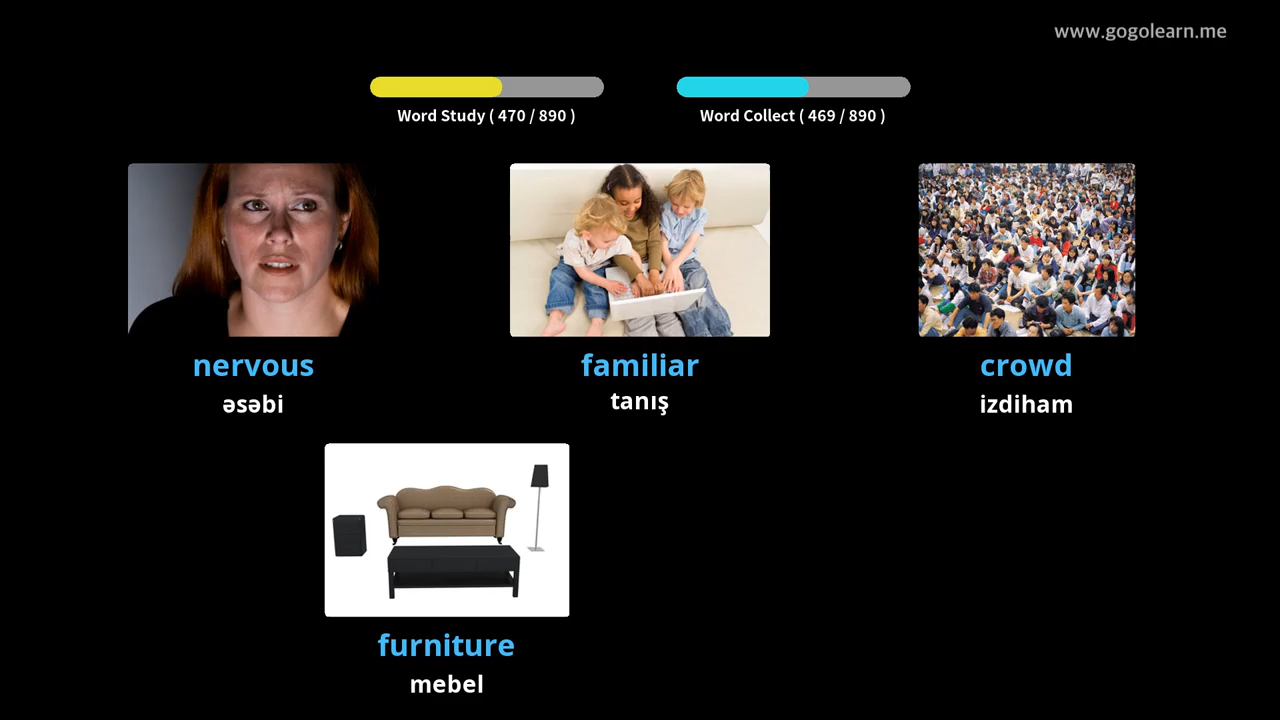 www.gogolearn.me
Word Study ( 470 / 890 )
Word Collect ( 469 / 890 )
nervous
əsəbi
familiar
tanış
crowd
izdiham
furniture
mebel